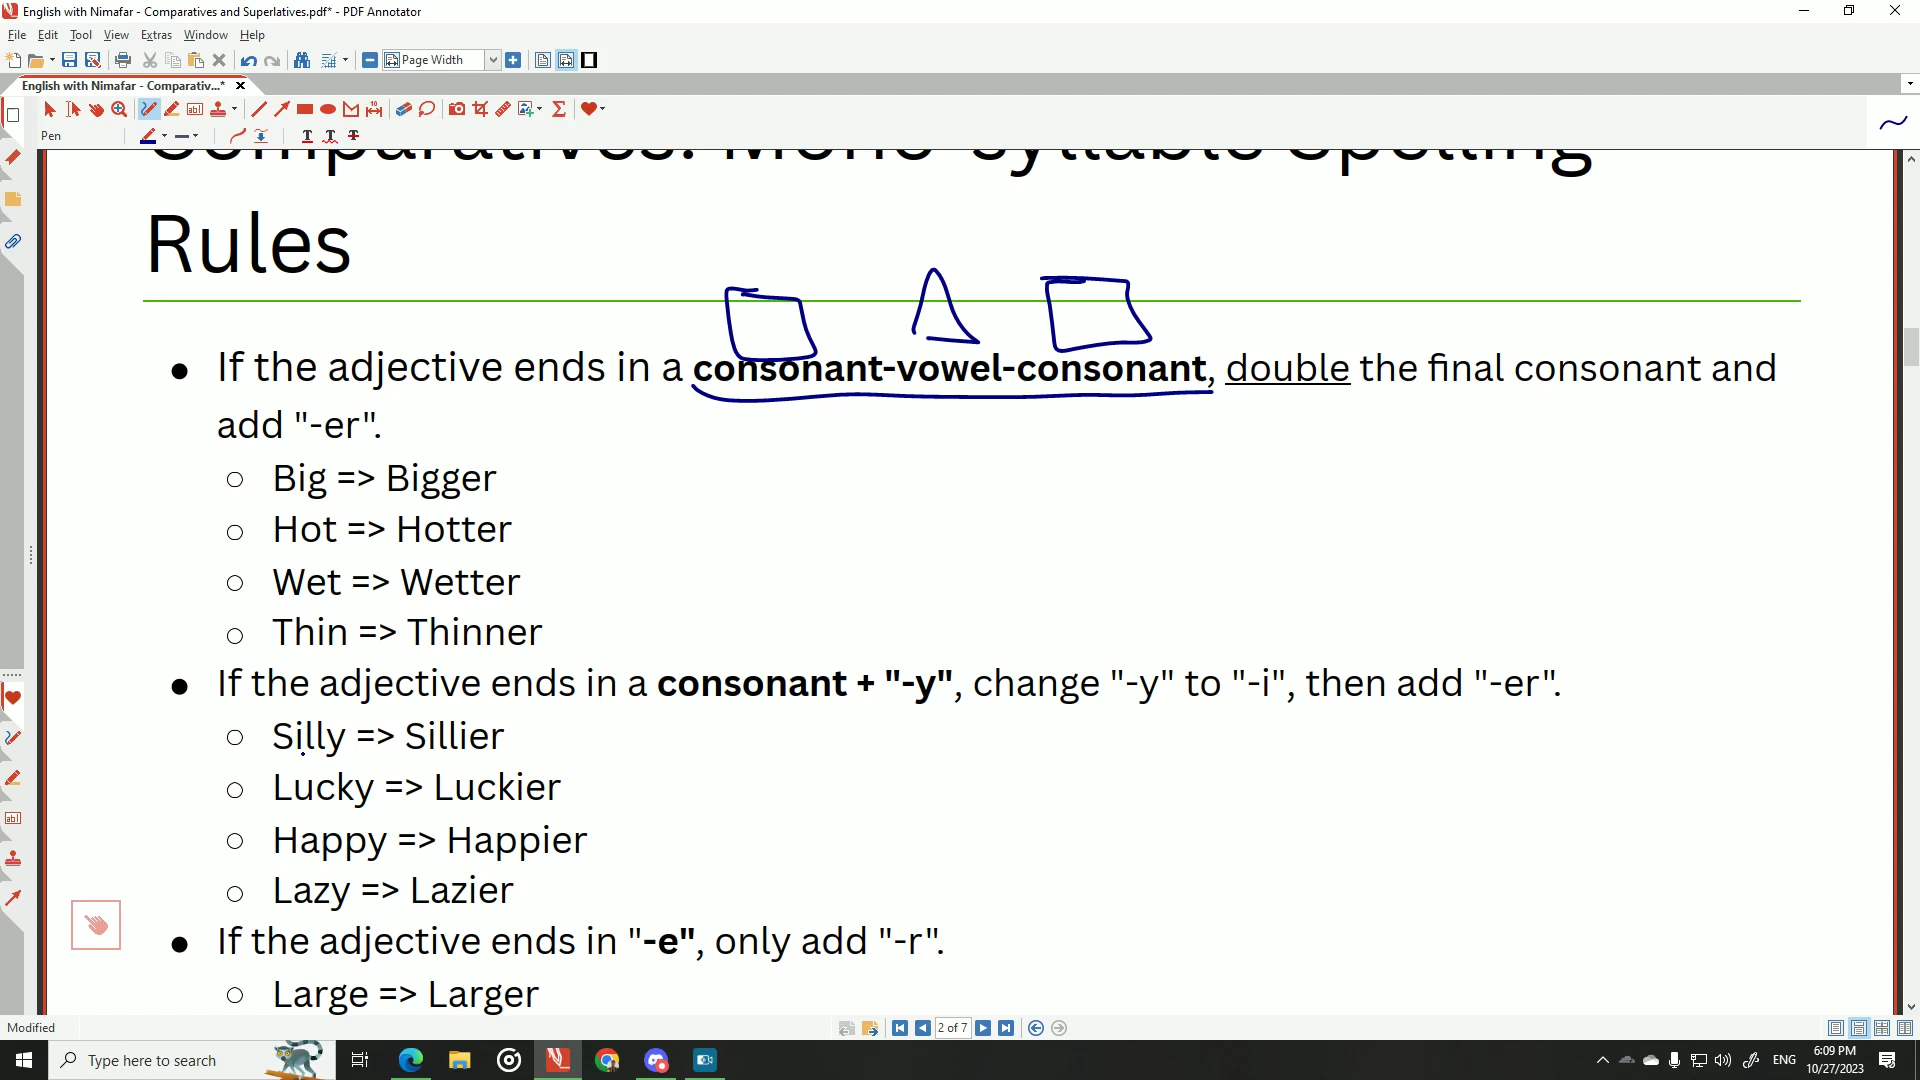 English with Nimafar - Comparatives and Superlatives.pdf* - PDF Annotator
File Edit Tool View Extras Window Help
Page Width
English with Nimafar - Comparativ...*
Pen
Comparatives: Mono-syllable Spelling
Rules
● If the adjective ends in a consonant-vowel-consonant, double the final consonant and
add "-er".
○ Big => Bigger
○ Hot => Hotter
○ Wet => Wetter
○ Thin => Thinner
● If the adjective ends in a consonant + "-y", change "-y" to "-i", then add "-er".
○ Silly => Sillier
○ Lucky => Luckier
○ Happy => Happier
○ Lazy => Lazier
● If the adjective ends in "-e", only add "-r".
○ Large => Larger
Modified
2 of 7
Type here to search
ENG
6:09 PM
10/27/2023